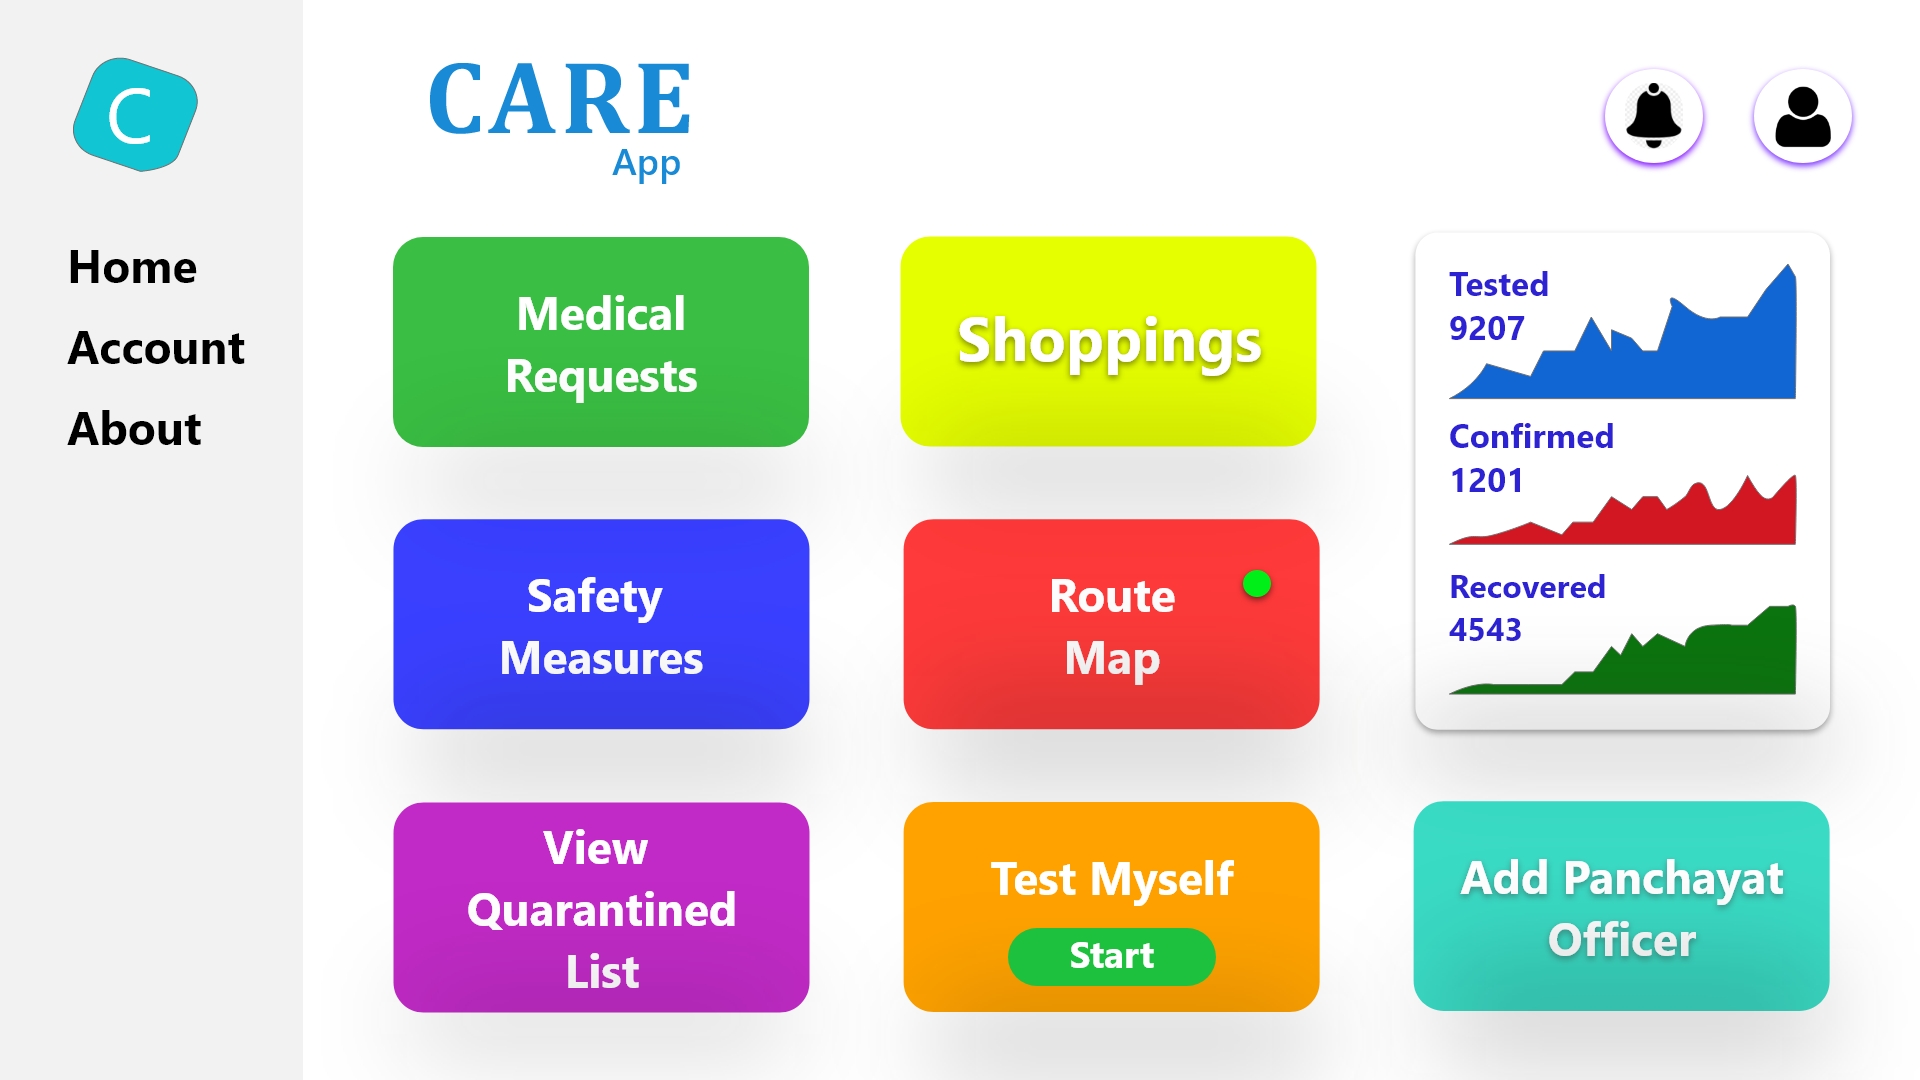 C
CARE
App
Home
Account
About
Medical
Requests
Shoppings
Tested
9207
Confirmed
1201
Recovered
4543
Safety
Measures
Route
Map
View
Quarantined
List
Test Myself
Start
Add Panchayat
Officer